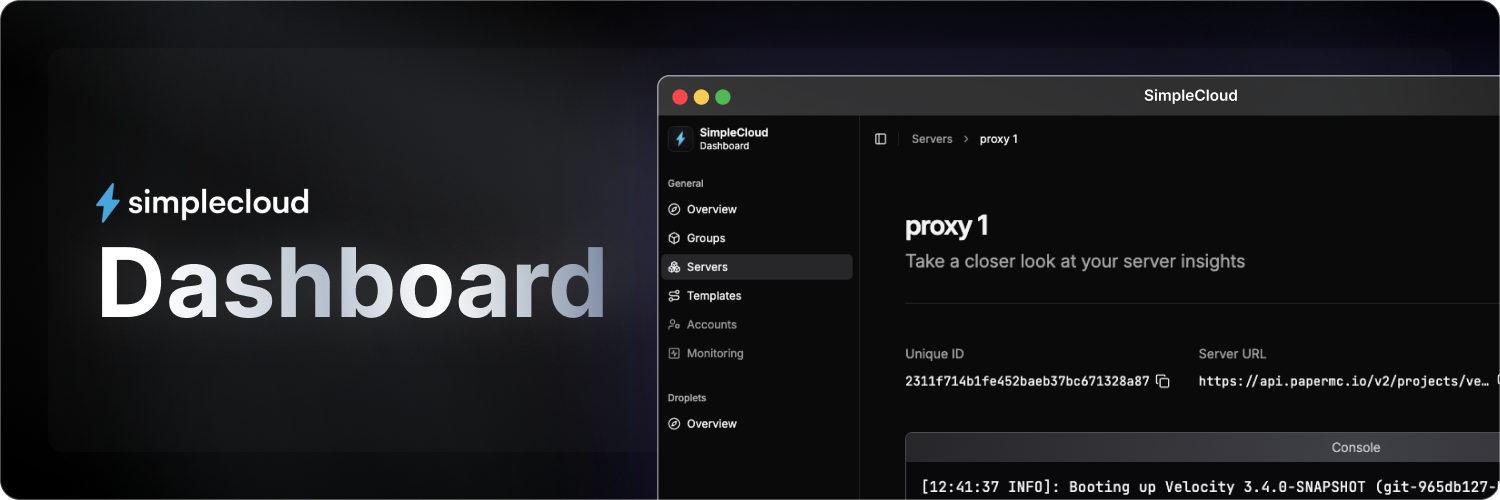 simplecloud
Dashboard
SimpleCloud
SimpleCloud
Dashboard
General
Overview
Groups
Servers
Templates
Accounts
Monitoring
Droplets
Overview
Servers > proxy 1
proxy 1
Take a closer look at your server insights
Unique ID
2311f714b1fe452baeb37bc671328a87
Server URL
https://api.papermc.io/v2/projects/ve…
Console
[12:41:37 INFO]: Booting up Velocity 3.4.0-SNAPSHOT (git-965db127-